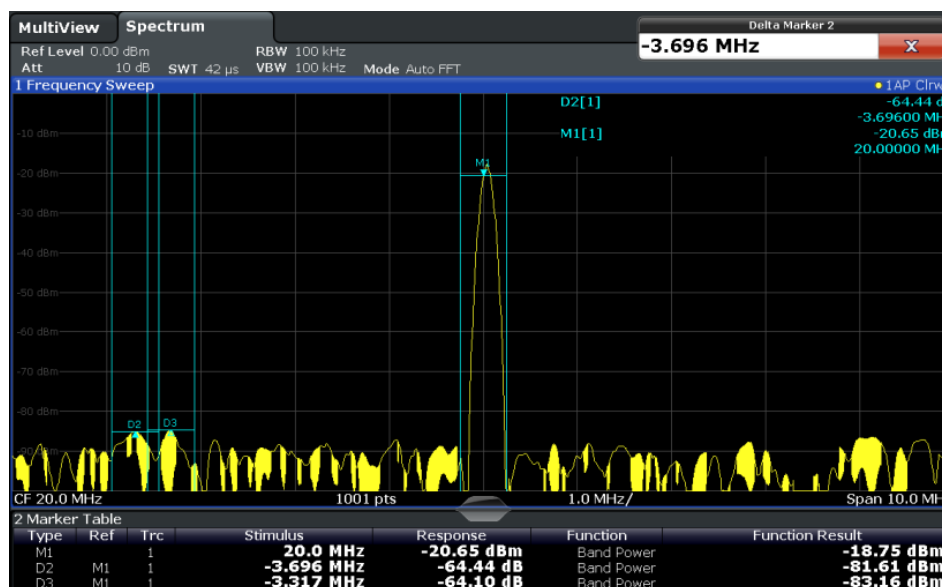 MultiView Spectrum
Delta Marker 2
-3.696 MHz X
Ref Level 0.00 dBm RBW 100 kHz
Att 10 dB SWT 42 µs VBW 100 kHz Mode Auto FFT
1 Frequency Sweep 1AP Clrw
D2[1] -64.44 d
-3.69600 MH
M1[1] -20.65 dBm
20.00000 MH
-10 dBm
M1
-20 dBm
-30 dBm
-40 dBm
-50 dBm
-60 dBm
-70 dBm
-80 dBm
D2 D3
CF 20.0 MHz 1001 pts 1.0 MHz/ Span 10.0 MH
2 Marker Table
Type Ref Trc Stimulus Response Function Function Result
M1 1 20.0 MHz -20.65 dBm Band Power -18.75 dBm
D2 M1 1 -3.696 MHz -64.44 dB Band Power -81.61 dBm
D3 M1 1 -3.317 MHz -64.10 dB Band Power -83.16 dBm